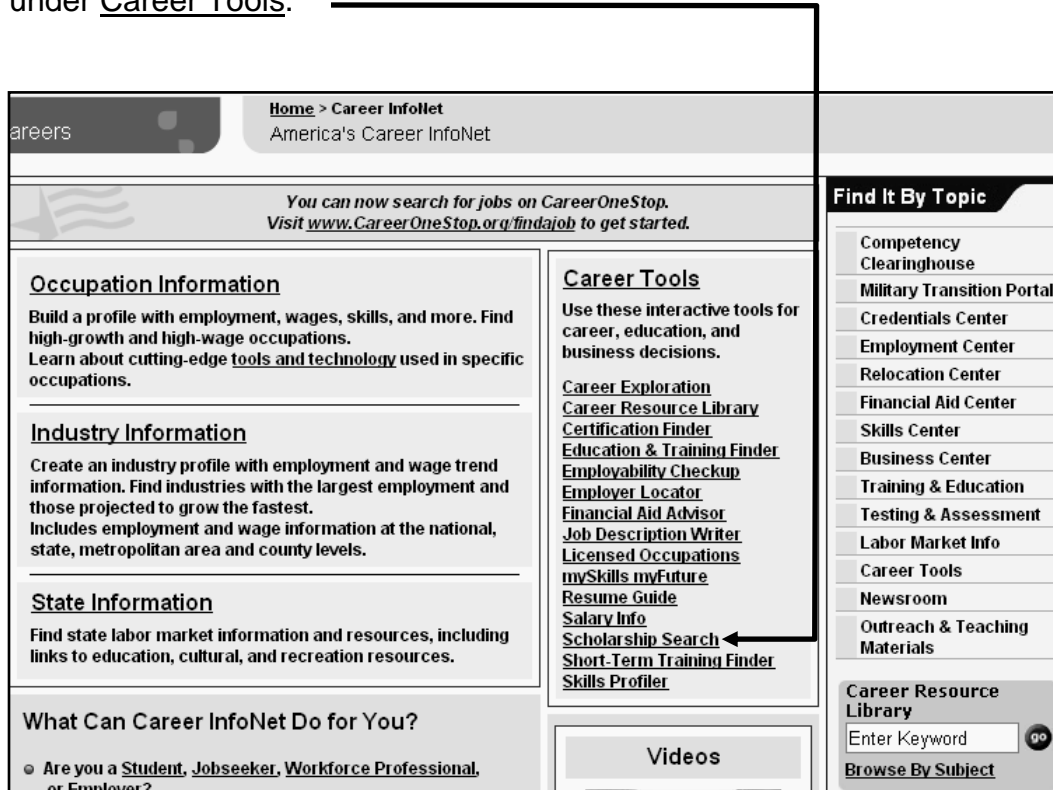 under Career Tools.
areers
Home > Career InfoNet
America's Career InfoNet
You can now search for jobs on CareerOneStop.
Visit www.CareerOneStop.org/findajob to get started.
Occupation Information
Build a profile with employment, wages, skills, and more. Find
high-growth and high-wage occupations.
Learn about cutting-edge tools and technology used in specific
occupations.
Industry Information
Create an industry profile with employment and wage trend
information. Find industries with the largest employment and
those projected to grow the fastest.
Includes employment and wage information at the national,
state, metropolitan area and county levels.
State Information
Find state labor market information and resources, including
links to education, cultural, and recreation resources.
What Can Career InfoNet Do for You?
Are you a Student, Jobseeker, Workforce Professional,
or Employer?
Career Tools
Use these interactive tools for
career, education, and
business decisions.
Career Exploration
Career Resource Library
Certification Finder
Education & Training Finder
Employability Checkup
Employer Locator
Financial Aid Advisor
Job Description Writer
Licensed Occupations
mySkills myFuture
Resume Guide
Salary Info
Scholarship Search
Short-Term Training Finder
Skills Profiler
Videos
Find It By Topic
Competency
Clearinghouse
Military Transition Portal
Credentials Center
Employment Center
Relocation Center
Financial Aid Center
Skills Center
Business Center
Training & Education
Testing & Assessment
Labor Market Info
Career Tools
Newsroom
Outreach & Teaching
Materials
Career Resource
Library
Enter Keyword
go
Browse By Subject